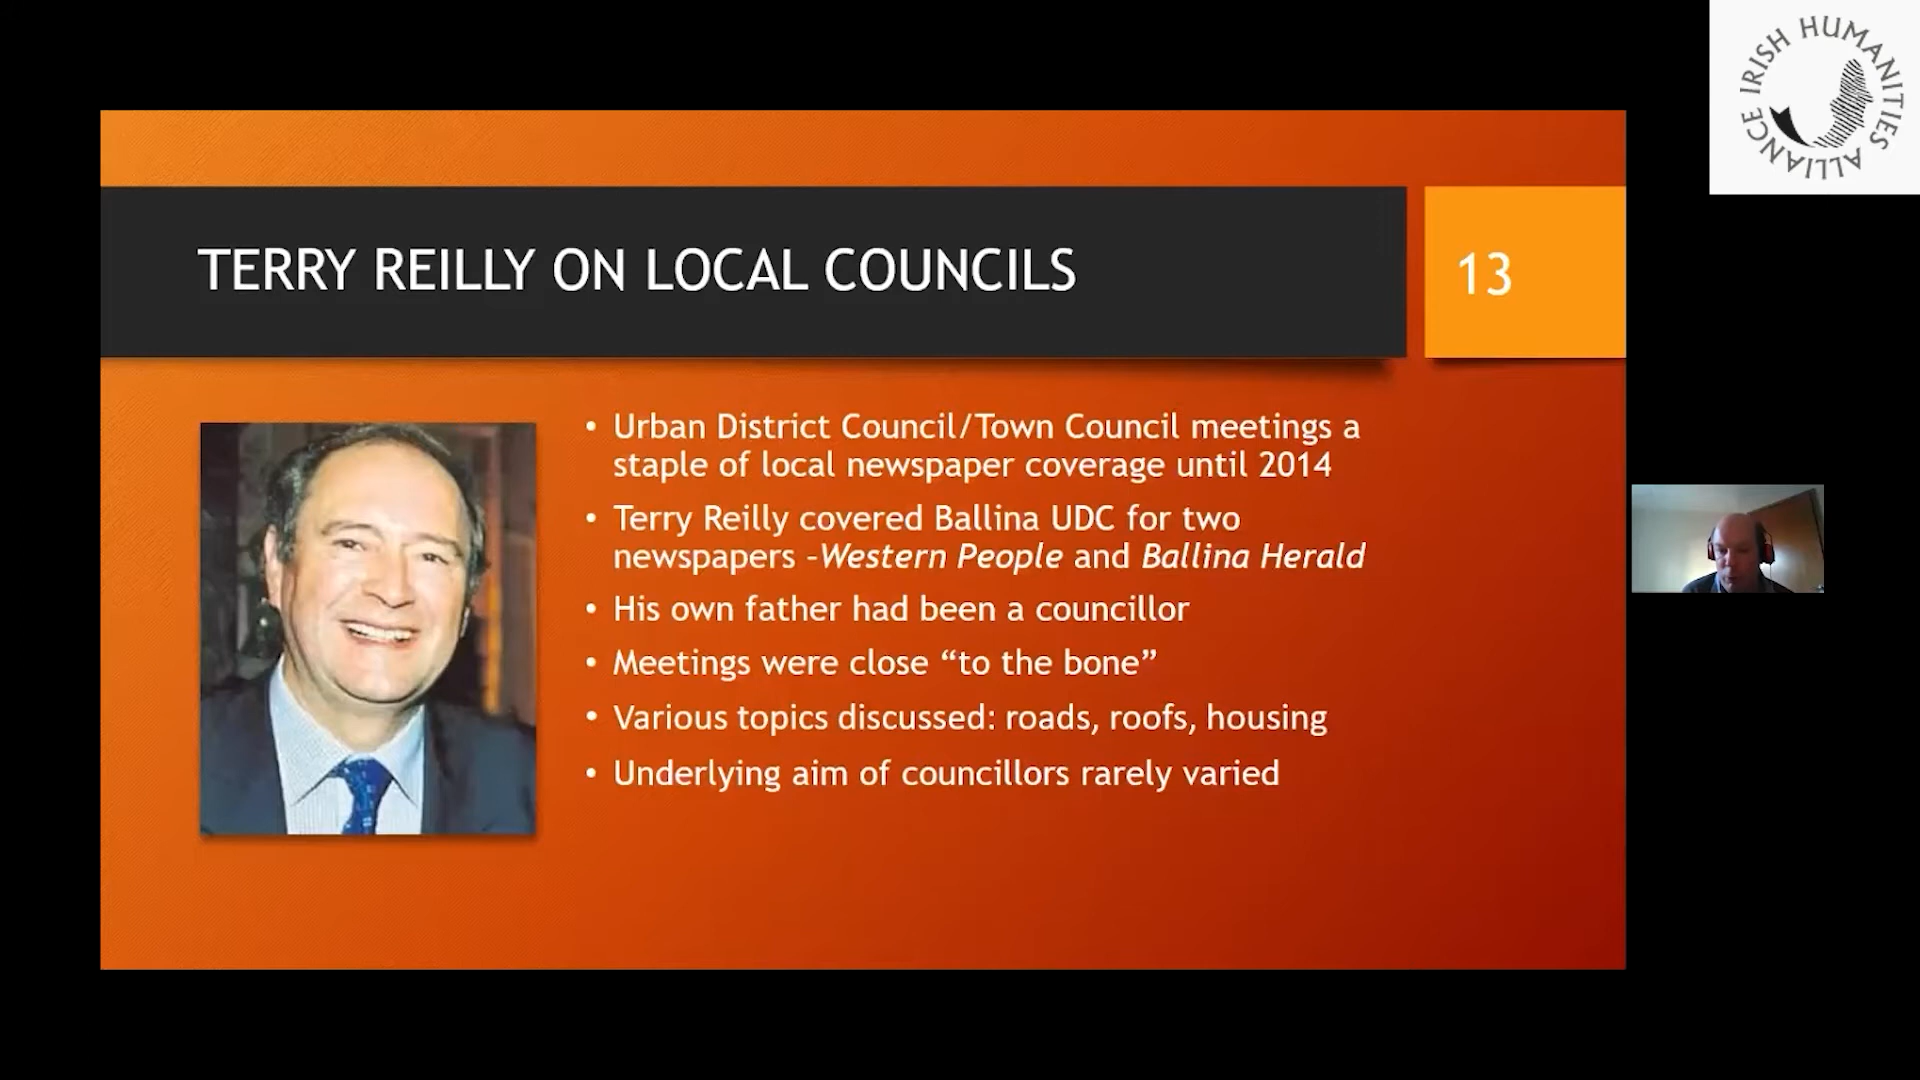 IRISH HUMANITIES ALLIANCE
TERRY REILLY ON LOCAL COUNCILS
13
• Urban District Council/Town Council meetings a
staple of local newspaper coverage until 2014
• Terry Reilly covered Ballina UDC for two
newspapers –Western People and Ballina Herald
• His own father had been a councillor
• Meetings were close “to the bone”
• Various topics discussed: roads, roofs, housing
• Underlying aim of councillors rarely varied